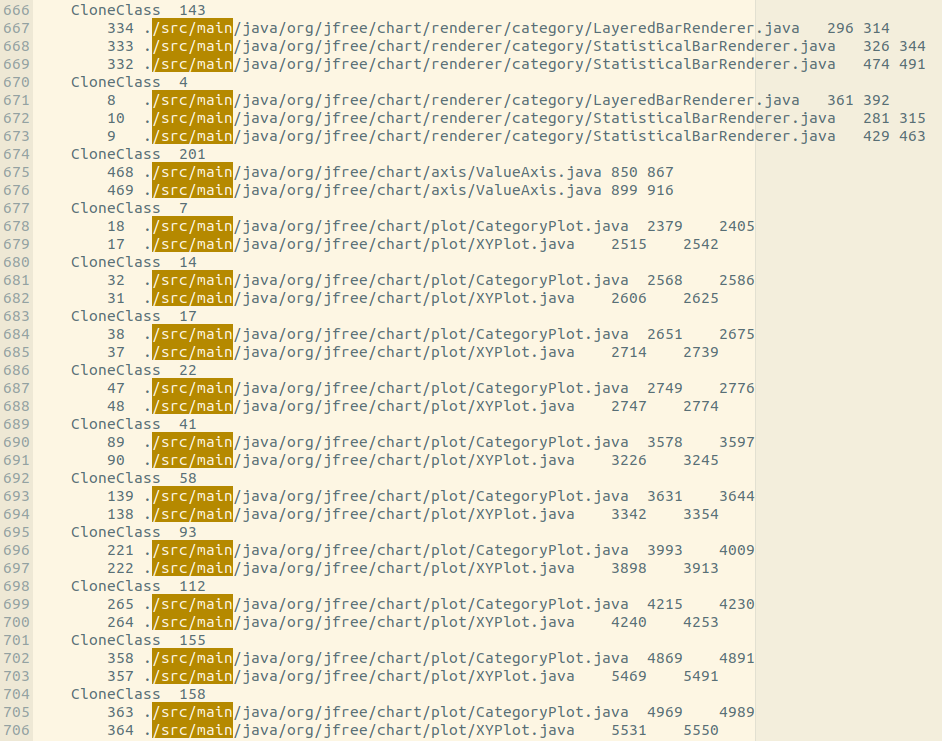 666 CloneClass 143
667 334 ./src/main/java/org/jfree/chart/renderer/category/LayeredBarRenderer.java 296 314
668 333 ./src/main/java/org/jfree/chart/renderer/category/StatisticalBarRenderer.java 326 344
669 332 ./src/main/java/org/jfree/chart/renderer/category/StatisticalBarRenderer.java 474 491
670 CloneClass 4
671 8 ./src/main/java/org/jfree/chart/renderer/category/LayeredBarRenderer.java 361 392
672 10 ./src/main/java/org/jfree/chart/renderer/category/StatisticalBarRenderer.java 281 315
673 9 ./src/main/java/org/jfree/chart/renderer/category/StatisticalBarRenderer.java 429 463
674 CloneClass 201
675 468 ./src/main/java/org/jfree/chart/axis/ValueAxis.java 850 867
676 469 ./src/main/java/org/jfree/chart/axis/ValueAxis.java 899 916
677 CloneClass 7
678 18 ./src/main/java/org/jfree/chart/plot/CategoryPlot.java 2379 2405
679 17 ./src/main/java/org/jfree/chart/plot/XYPlot.java 2515 2542
680 CloneClass 14
681 32 ./src/main/java/org/jfree/chart/plot/CategoryPlot.java 2568 2586
682 31 ./src/main/java/org/jfree/chart/plot/XYPlot.java 2606 2625
683 CloneClass 17
684 38 ./src/main/java/org/jfree/chart/plot/CategoryPlot.java 2651 2675
685 37 ./src/main/java/org/jfree/chart/plot/XYPlot.java 2714 2739
686 CloneClass 22
687 47 ./src/main/java/org/jfree/chart/plot/CategoryPlot.java 2749 2776
688 48 ./src/main/java/org/jfree/chart/plot/XYPlot.java 2747 2774
689 CloneClass 41
690 89 ./src/main/java/org/jfree/chart/plot/CategoryPlot.java 3578 3597
691 90 ./src/main/java/org/jfree/chart/plot/XYPlot.java 3226 3245
692 CloneClass 58
693 139 ./src/main/java/org/jfree/chart/plot/CategoryPlot.java 3631 3644
694 138 ./src/main/java/org/jfree/chart/plot/XYPlot.java 3342 3354
695 CloneClass 93
696 221 ./src/main/java/org/jfree/chart/plot/CategoryPlot.java 3993 4009
697 222 ./src/main/java/org/jfree/chart/plot/XYPlot.java 3898 3913
698 CloneClass 112
699 265 ./src/main/java/org/jfree/chart/plot/CategoryPlot.java 4215 4230
700 264 ./src/main/java/org/jfree/chart/plot/XYPlot.java 4240 4253
701 CloneClass 155
702 358 ./src/main/java/org/jfree/chart/plot/CategoryPlot.java 4869 4891
703 357 ./src/main/java/org/jfree/chart/plot/XYPlot.java 5469 5491
704 CloneClass 158
705 363 ./src/main/java/org/jfree/chart/plot/CategoryPlot.java 4969 4989
706 364 ./src/main/java/org/jfree/chart/plot/XYPlot.java 5531 5550